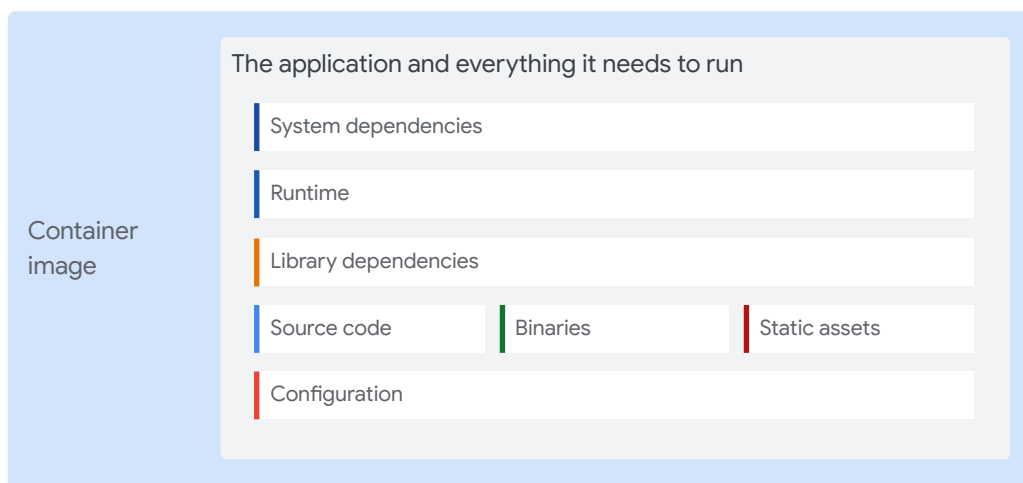 The application and everything it needs to run
System dependencies
Runtime
Container
image
Library dependencies
Source code
Binaries
Static assets
Configuration